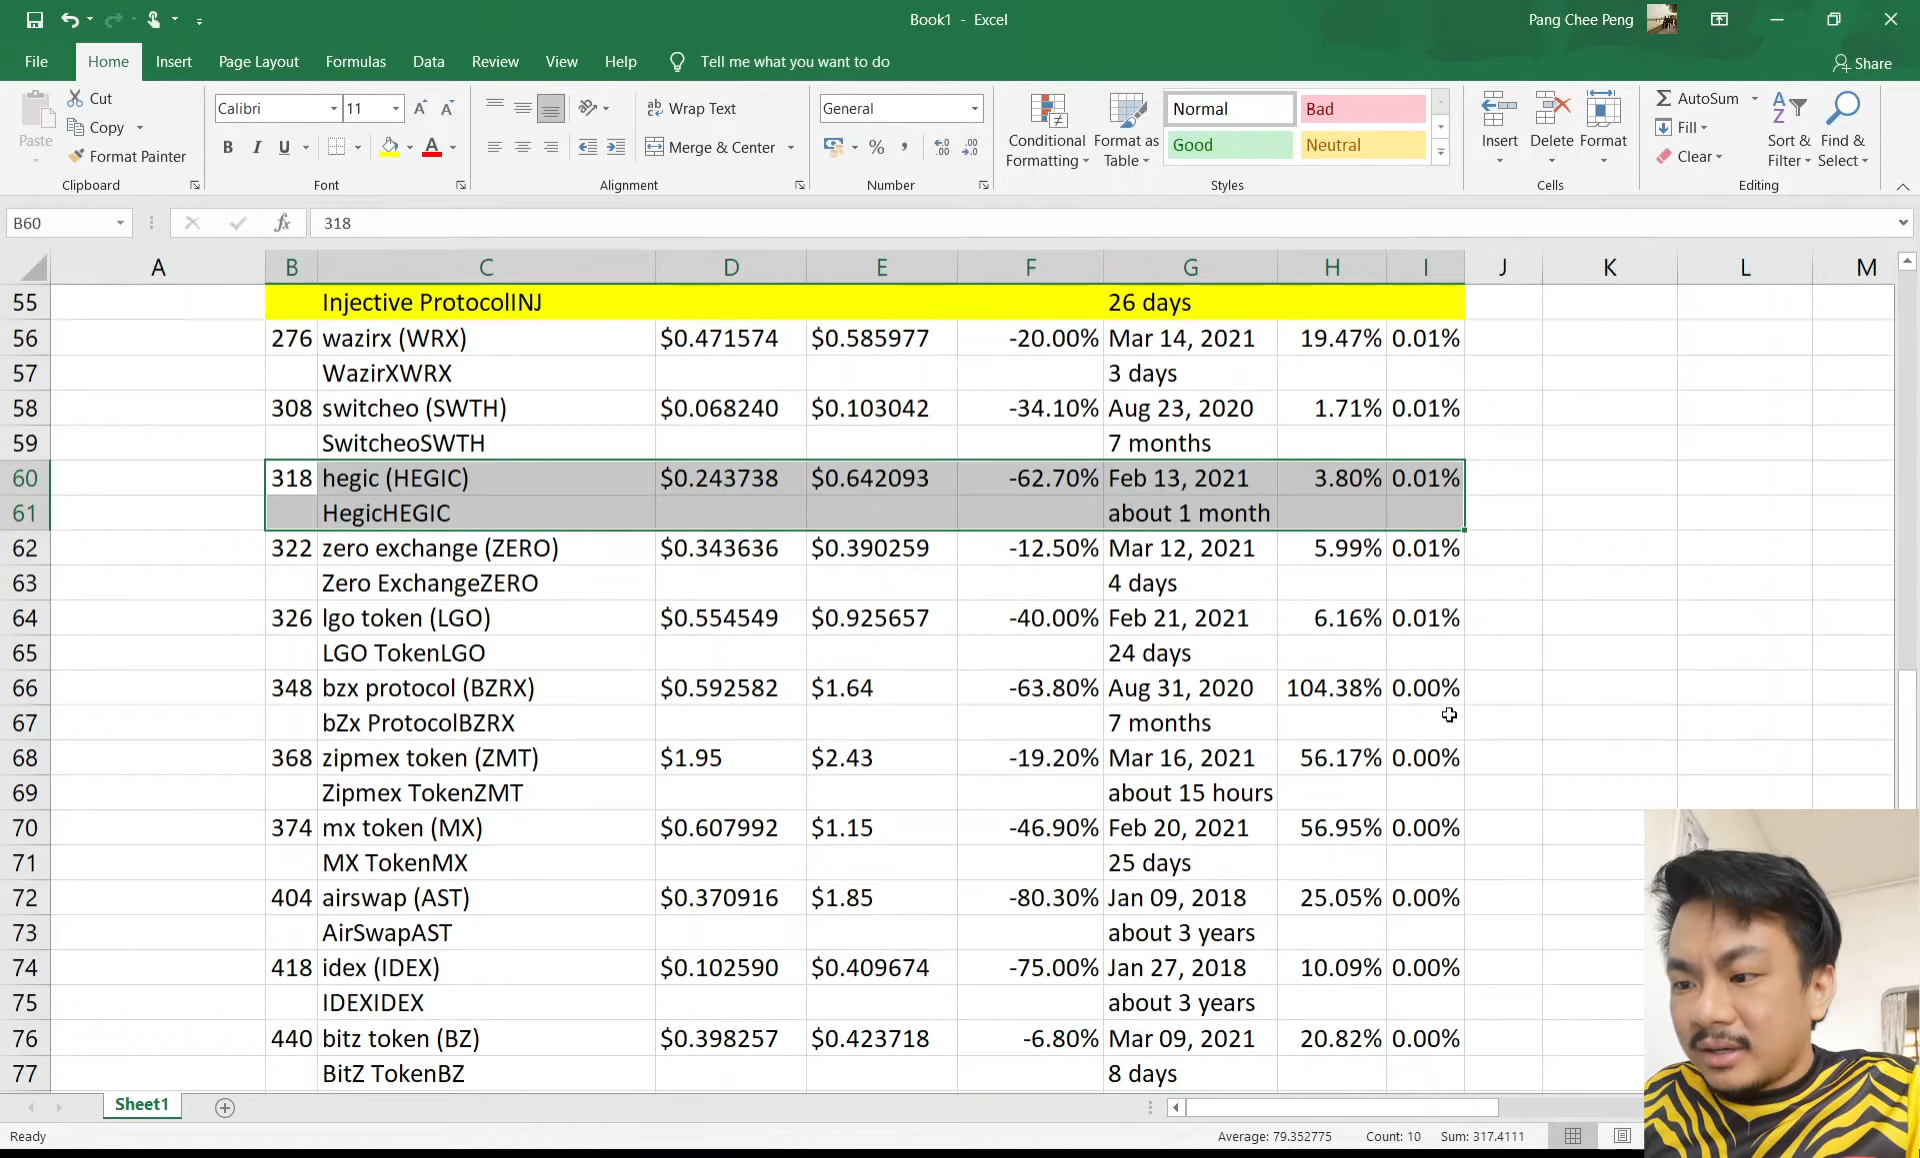 Book1 - Excel
Pang Chee Peng
File Home Insert Page Layout Formulas Data Review View Help Tell me what you want to do
Share
Paste
Cut
Copy
Format Painter
Clipboard
Calibri 11
B I U
Font
Wrap Text
Merge & Center
Alignment
General
Number
Conditional Formatting
Format as Table
Normal Bad
Good Neutral
Styles
Insert Delete Format
Cells
AutoSum
Fill
Clear
Sort & Filter
Find & Select
Editing
B60 fx 318
A B C D E F G H I J K L M
55 Injective ProtocolINJ 26 days
56 276 wazirx (WRX) $0.471574 $0.585977 -20.00% Mar 14, 2021 19.47% 0.01%
57 WazirXWRX 3 days
58 308 switcheo (SWTH) $0.068240 $0.103042 -34.10% Aug 23, 2020 1.71% 0.01%
59 SwitcheoSWTH 7 months
60 318 hegic (HEGIC) $0.243738 $0.642093 -62.70% Feb 13, 2021 3.80% 0.01%
61 HegicHEGIC about 1 month
62 322 zero exchange (ZERO) $0.343636 $0.390259 -12.50% Mar 12, 2021 5.99% 0.01%
63 Zero ExchangeZERO 4 days
64 326 lgo token (LGO) $0.554549 $0.925657 -40.00% Feb 21, 2021 6.16% 0.01%
65 LGO TokenLGO 24 days
66 348 bzx protocol (BZRX) $0.592582 $1.64 -63.80% Aug 31, 2020 104.38% 0.00%
67 bZx ProtocolBZRX 7 months
68 368 zipmex token (ZMT) $1.95 $2.43 -19.20% Mar 16, 2021 56.17% 0.00%
69 Zipmex TokenZMT about 15 hours
70 374 mx token (MX) $0.607992 $1.15 -46.90% Feb 20, 2021 56.95% 0.00%
71 MX TokenMX 25 days
72 404 airswap (AST) $0.370916 $1.85 -80.30% Jan 09, 2018 25.05% 0.00%
73 AirSwapAST about 3 years
74 418 idex (IDEX) $0.102590 $0.409674 -75.00% Jan 27, 2018 10.09% 0.00%
75 IDEXIDEX about 3 years
76 440 bitz token (BZ) $0.398257 $0.423718 -6.80% Mar 09, 2021 20.82% 0.00%
77 BitZ TokenBZ 8 days
Sheet1
Ready Average: 79.352775 Count: 10 Sum: 317.4111